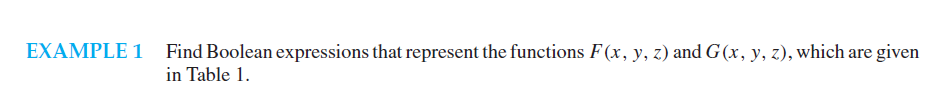 EXAMPLE 1 Find Boolean expressions that represent the functions F(x, y, z) and G(x, y, z), which are given
in Table 1.